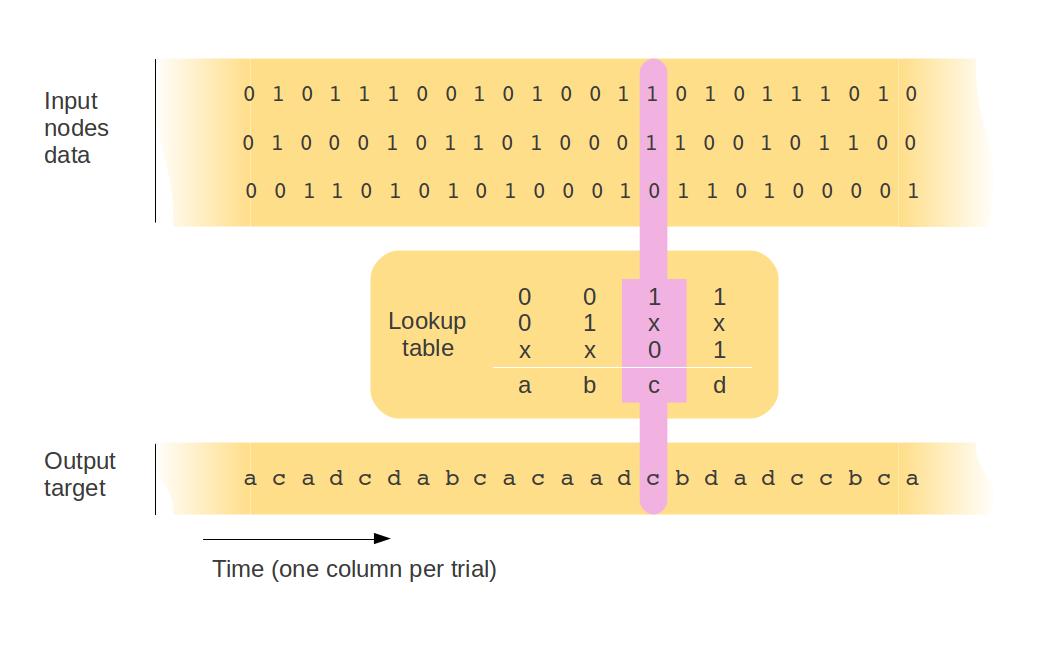 Input
nodes
data
0 1 0 1 1 1 0 0 1 0 1 0 0 1 1 0 1 0 1 1 1 0 1 0
0 1 0 0 0 1 0 1 1 0 1 0 0 0 1 1 0 0 1 0 1 1 0 0
0 0 1 1 0 1 0 1 0 1 0 0 0 1 0 1 1 0 1 0 0 0 0 1
Lookup
table
0 0 1 1
0 1 x x
x x 0 1
a b c d
Output
target
a c a d c d a b c a c a a d c b d a d c c b c a
Time (one column per trial)